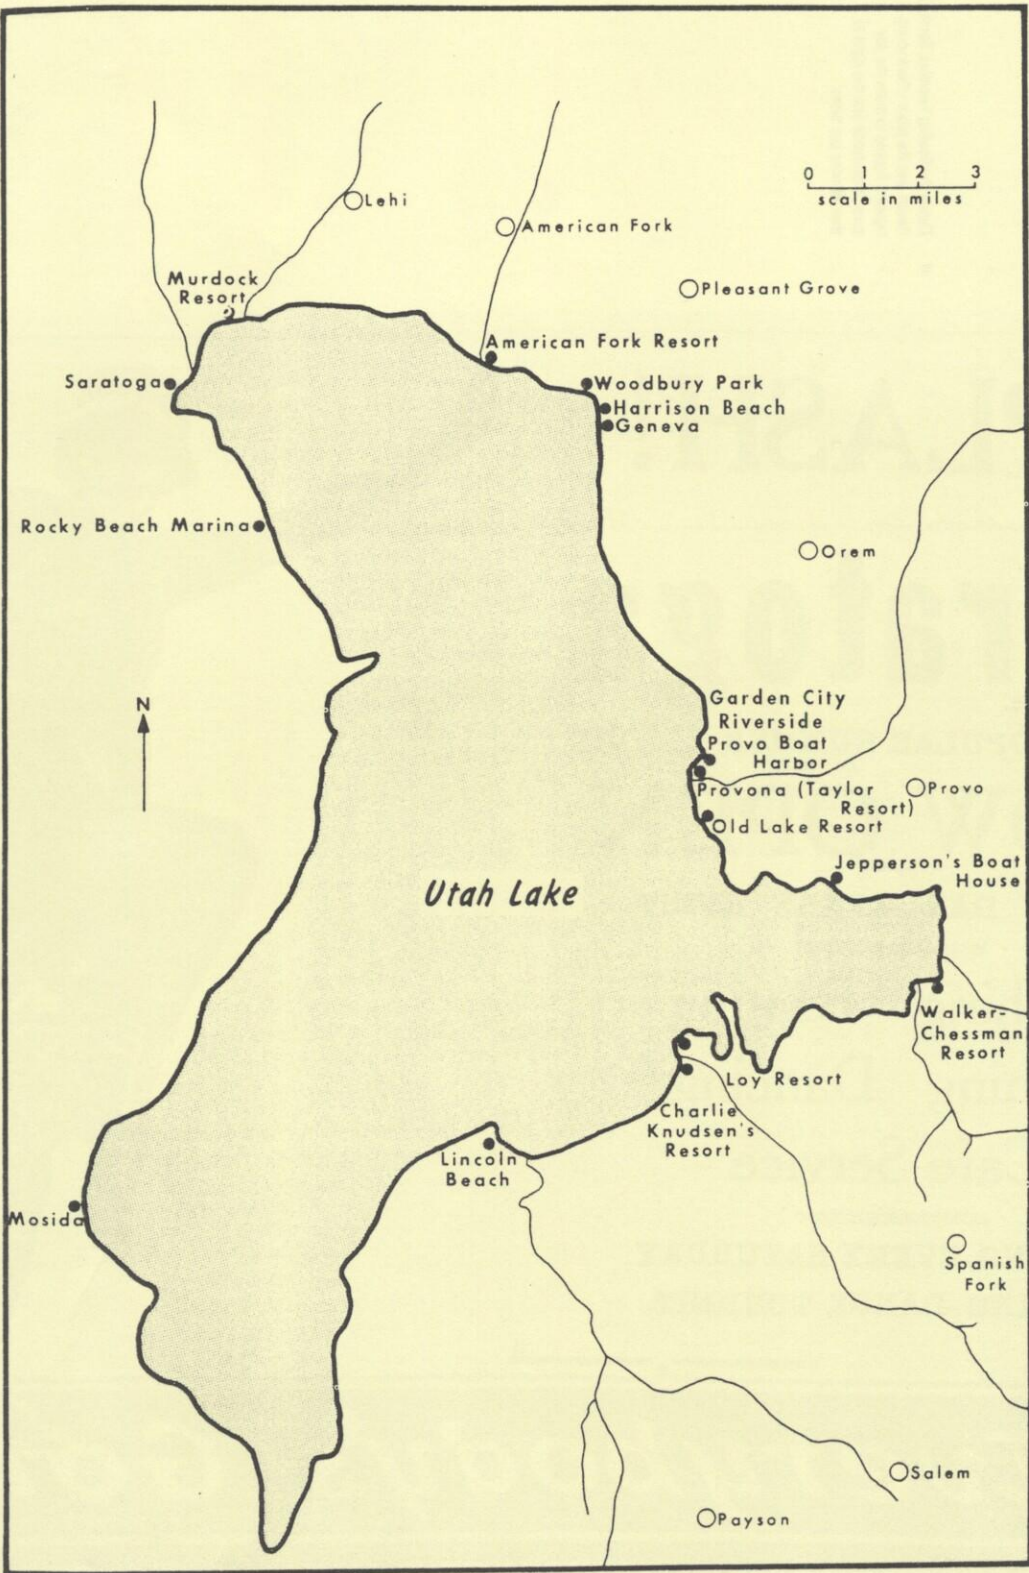 0 1 2 3
scale in miles
Lehi
American Fork
Pleasant Grove
Murdock
Resort
American Fork Resort
Saratoga
Woodbury Park
Harrison Beach
Geneva
Rocky Beach Marina
Orem
N
Garden City
Riverside
Provo Boat
Harbor
Provona (Taylor
Resort)
Provo
Old Lake Resort
Jepperson's Boat
House
Utah Lake
Walker-
Chessman
Resort
Loy Resort
Charlie
Knudsen's
Resort
Lincoln
Beach
Mosida
Spanish
Fork
Salem
Payson